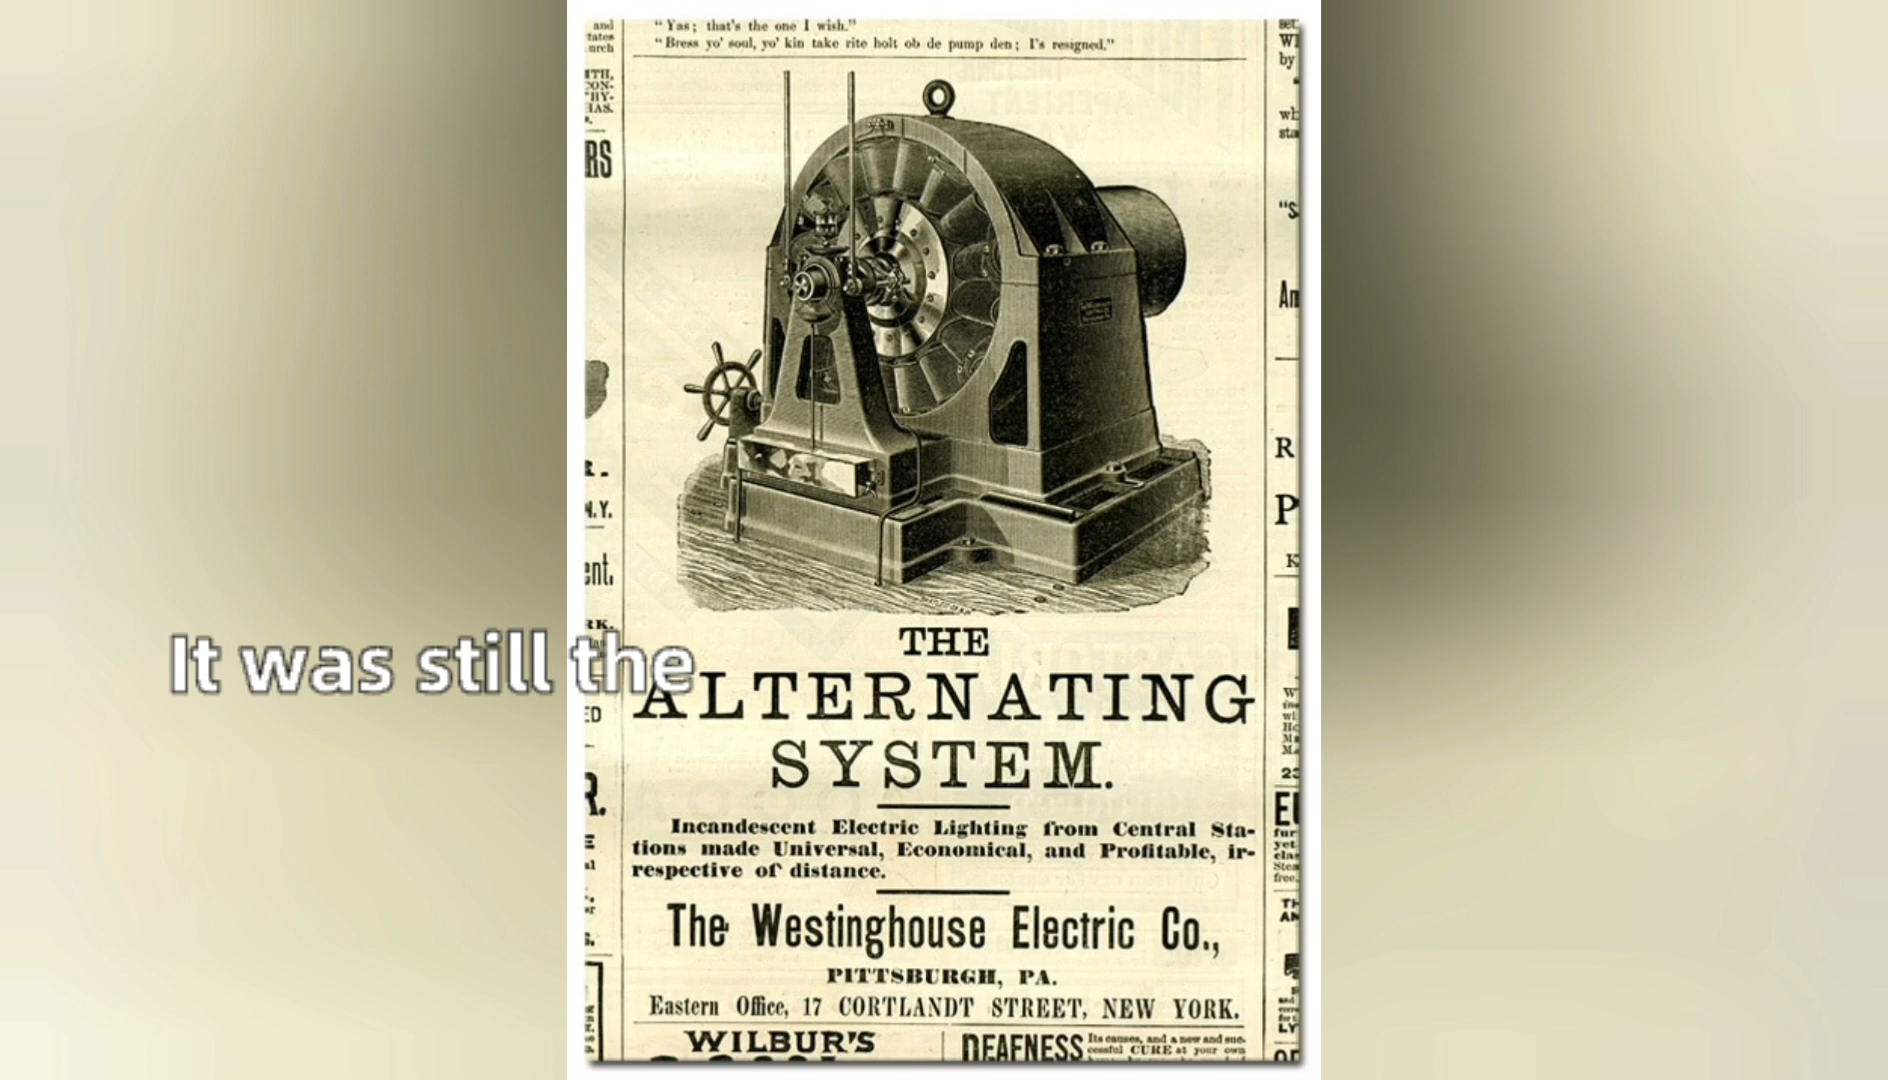 "Yas; that's the one I wish."
"Bress yo' soul, yo' kin take rite holt ob de pump den; I's resigned."
It was still the
THE
ALTERNATING
SYSTEM.
Incandescent Electric Lighting from Central Sta-
tions made Universal, Economical, and Profitable, ir-
respective of distance.
The Westinghouse Electric Co.,
PITTSBURGH, PA.
Eastern Office, 17 CORTLANDT STREET, NEW YORK.
WILBUR'S
DEAFNESS
Its causes, and a new and suc-
cessful CURE at your own